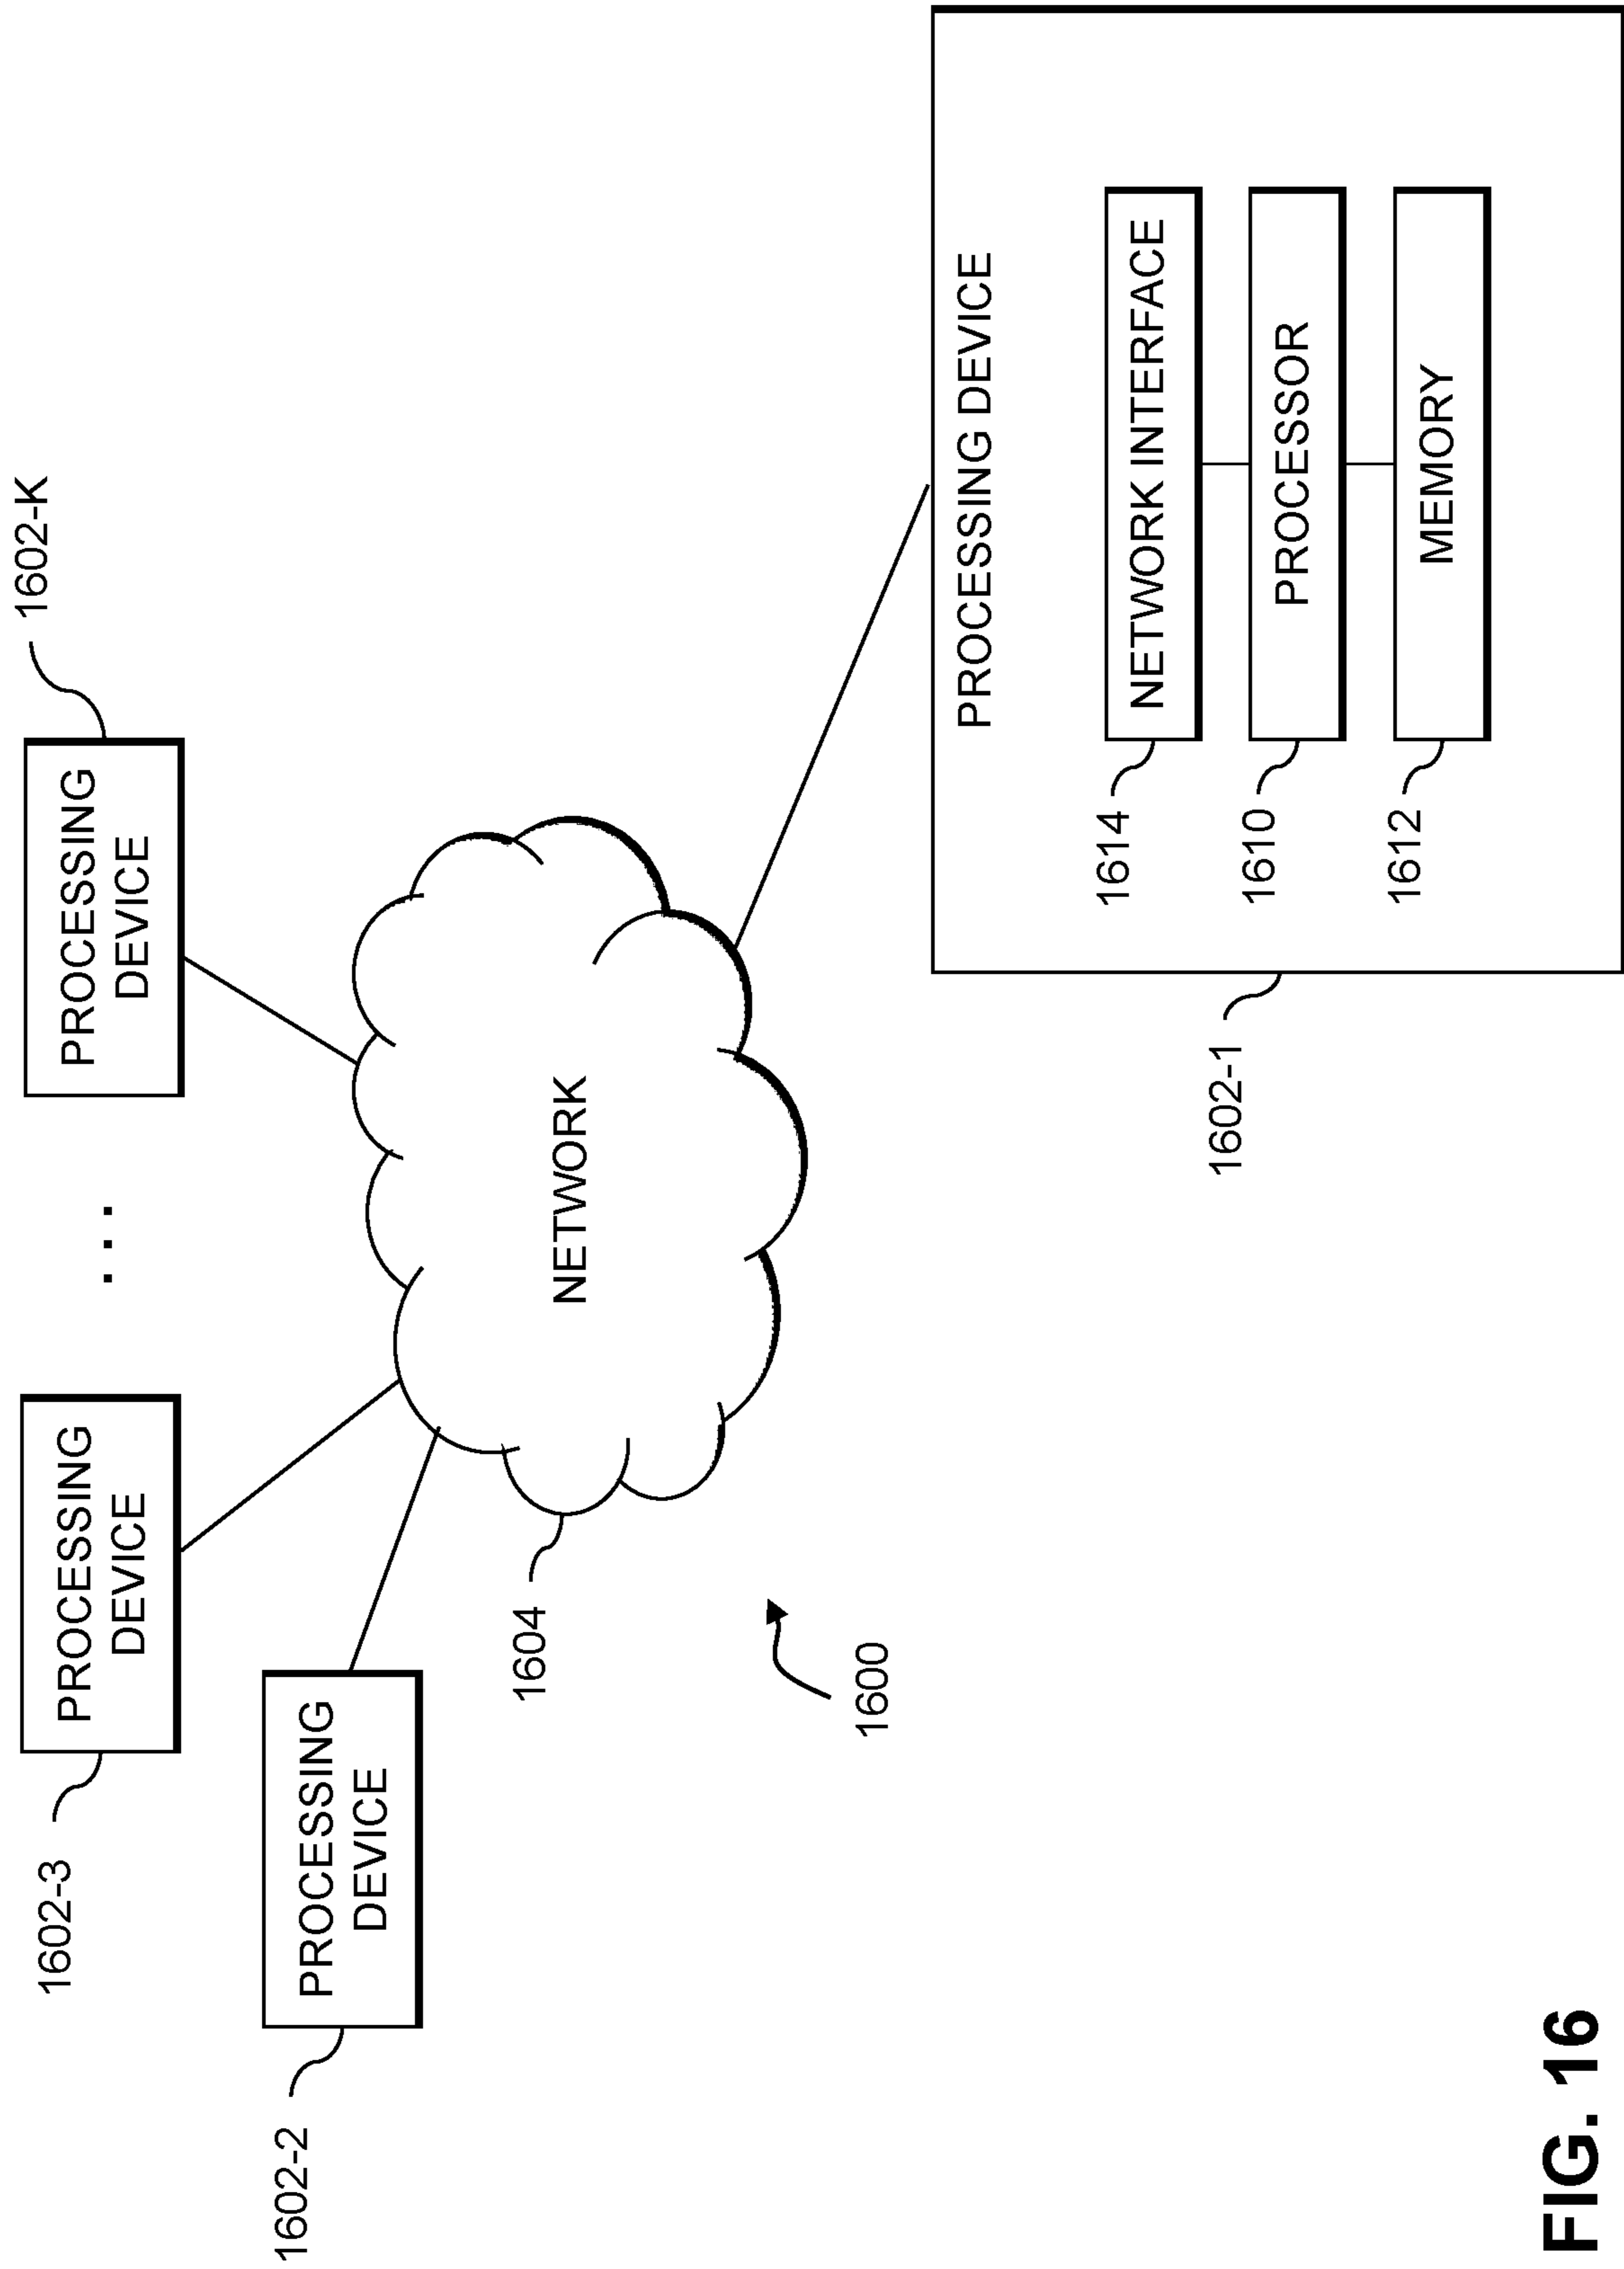 1602-2
PROCESSING
DEVICE
1602-3
PROCESSING
DEVICE
...
PROCESSING
DEVICE
1602-K
1604
NETWORK
1600
1602-1
PROCESSING DEVICE
1614
NETWORK INTERFACE
1610
PROCESSOR
1612
MEMORY
FIG. 16